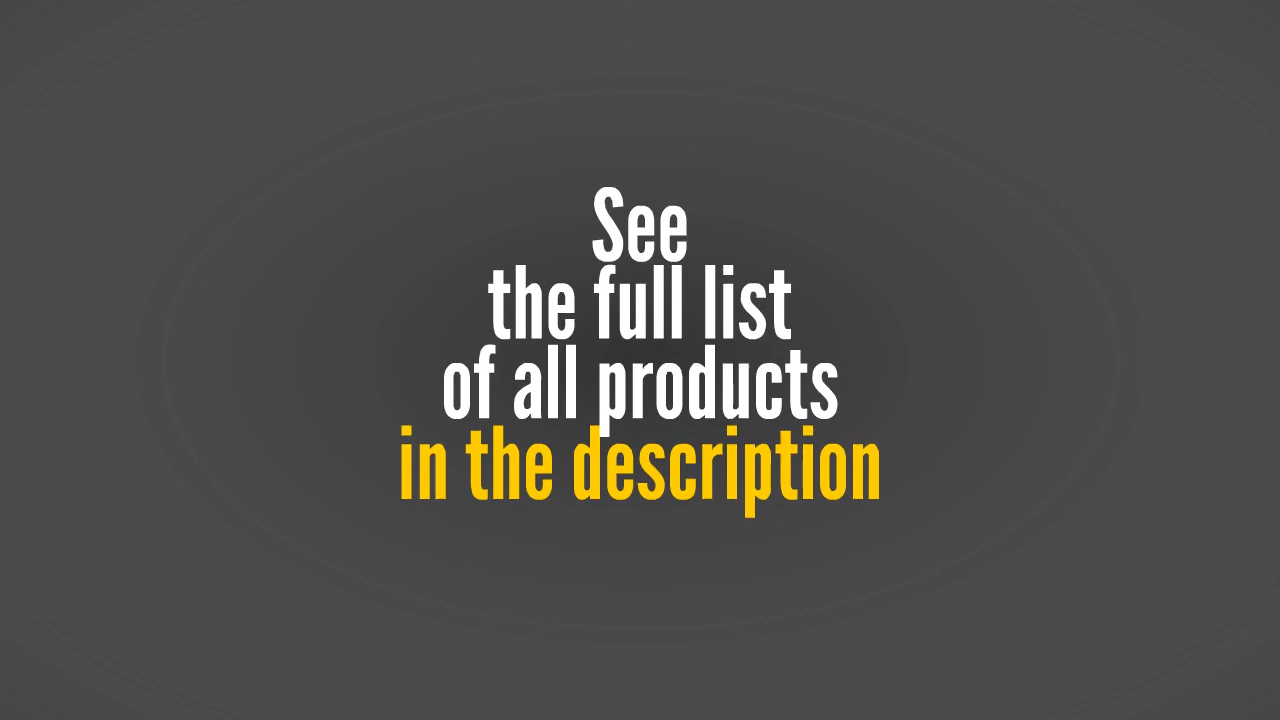 See
the full list
of all products
in the description